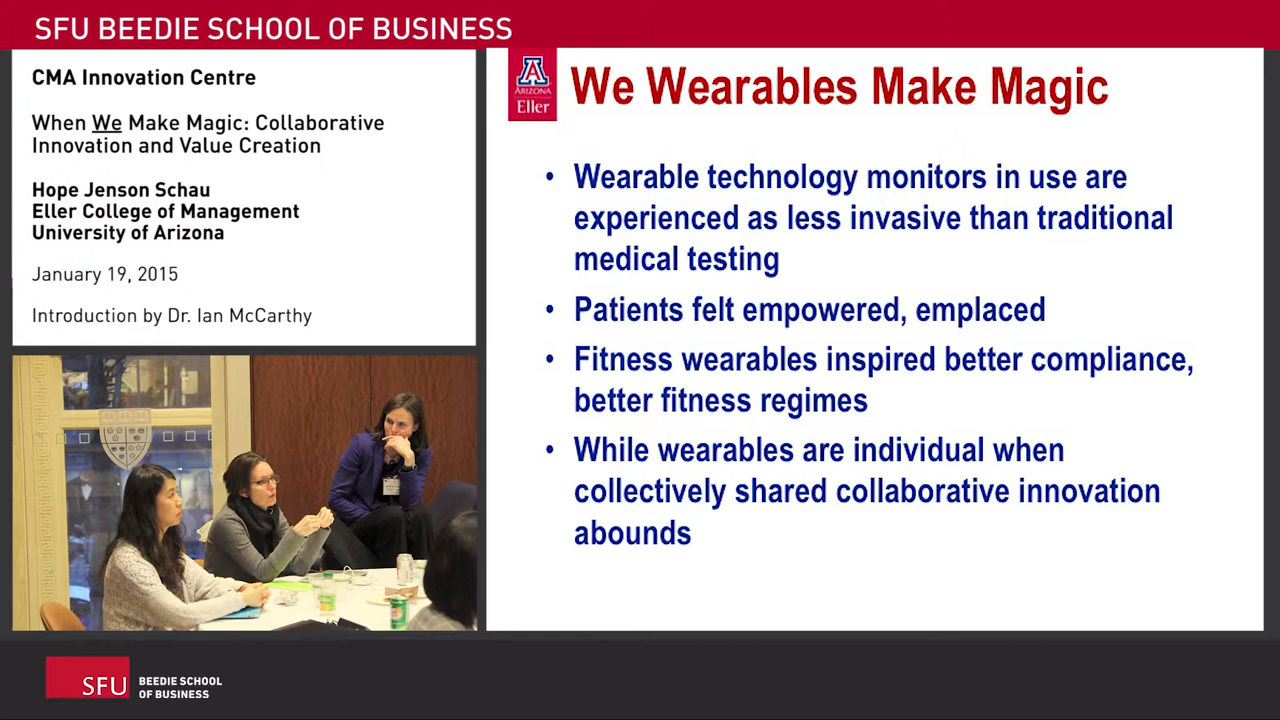 SFU BEEDIE SCHOOL OF BUSINESS
CMA Innovation Centre
When We Make Magic: Collaborative
Innovation and Value Creation
Hope Jenson Schau
Eller College of Management
University of Arizona
January 19, 2015
Introduction by Dr. Ian McCarthy
A
ARIZONA
Eller
We Wearables Make Magic
• Wearable technology monitors in use are
experienced as less invasive than traditional
medical testing
• Patients felt empowered, emplaced
• Fitness wearables inspired better compliance,
better fitness regimes
• While wearables are individual when
collectively shared collaborative innovation
abounds
SFU
BEEDIE SCHOOL
OF BUSINESS